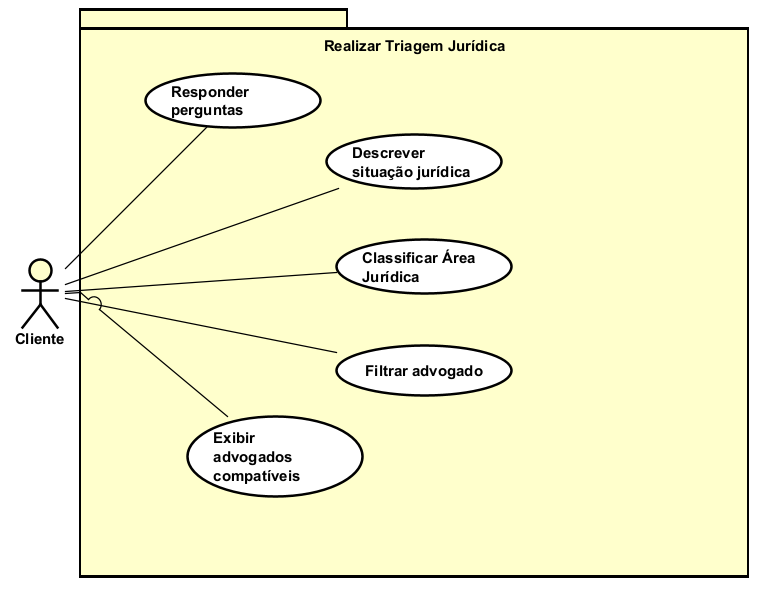 Realizar Triagem Jurídica
Responder
perguntas
Descrever
situação jurídica
Classificar Área
Jurídica
Cliente
Filtrar advogado
Exibir
advogados
compatíveis